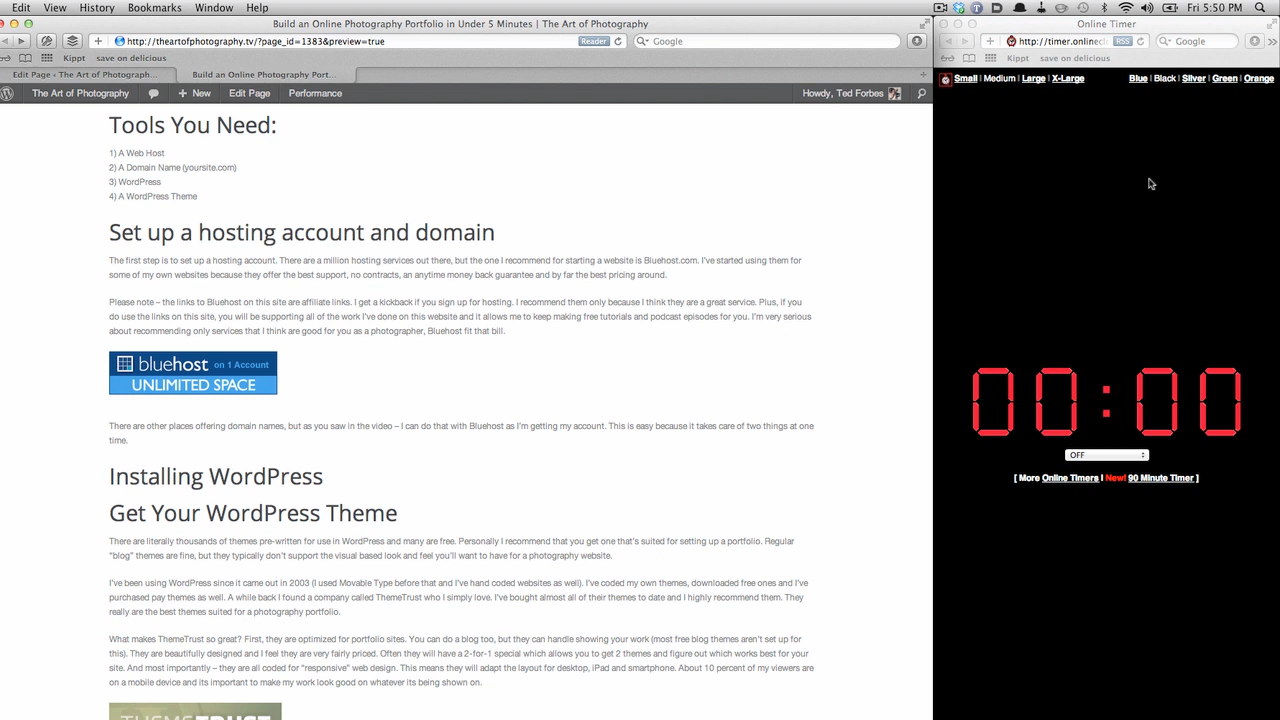 Edit View History Bookmarks Window Help
Fri 5:50 PM
Build an Online Photography Portfolio in Under 5 Minutes | The Art of Photography
http://theartofphotography.tv/?page_id=1383&preview=true
Reader
Google
Kippt save on delicious
Edit Page ‹ The Art of Photograph...
Build an Online Photography Port...
The Art of Photography
New
Edit Page
Performance
Howdy, Ted Forbes
Tools You Need:
1) A Web Host
2) A Domain Name (yoursite.com)
3) WordPress
4) A WordPress Theme
Set up a hosting account and domain
The first step is to set up a hosting account. There are a million hosting services out there, but the one I recommend for starting a website is Bluehost.com. I've started using them for
some of my own websites because they offer the best support, no contracts, an anytime money back guarantee and by far the best pricing around.
Please note – the links to Bluehost on this site are affiliate links. I get a kickback if you sign up for hosting. I recommend them only because I think they are a great service. Plus, if you
do use the links on this site, you will be supporting all of the work I've done on this website and it allows me to keep making free tutorials and podcast episodes for you. I'm very serious
about recommending only services that I think are good for you as a photographer, Bluehost fit that bill.
bluehost on 1 Account
UNLIMITED SPACE
There are other places offering domain names, but as you saw in the video – I can do that with Bluehost as I'm getting my account. This is easy because it takes care of two things at one
time.
Installing WordPress
Get Your WordPress Theme
There are literally thousands of themes pre-written for use in WordPress and many are free. Personally I recommend that you get one that's suited for setting up a portfolio. Regular
"blog" themes are fine, but they typically don't support the visual based look and feel you'll want to have for a photography website.
I've been using WordPress since it came out in 2003 (I used Movable Type before that and I've hand coded websites as well). I've coded my own themes, downloaded free ones and I've
purchased pay themes as well. A while back I found a company called ThemeTrust who I simply love. I've bought almost all of their themes to date and I highly recommend them. They
really are the best themes suited for a photography portfolio.
What makes ThemeTrust so great? First, they are optimized for portfolio sites. You can do a blog too, but they can handle showing your work (most free blog themes aren't set up for
this). They are beautifully designed and I feel they are very fairly priced. Often they will have a 2-for-1 special which allows you to get 2 themes and figure out which works best for your
site. And most importantly – they are all coded for "responsive" web design. This means they will adapt the layout for desktop, iPad and smartphone. About 10 percent of my viewers are
on a mobile device and its important to make my work look good on whatever its being shown on.
THEMETRUST
Online Timer
http://timer.onlinecl
RSS
Google
Kippt save on delicious
Small | Medium | Large | X-Large
Blue | Black | Silver | Green | Orange
00:00
OFF
[ More Online Timers | New! 90 Minute Timer ]